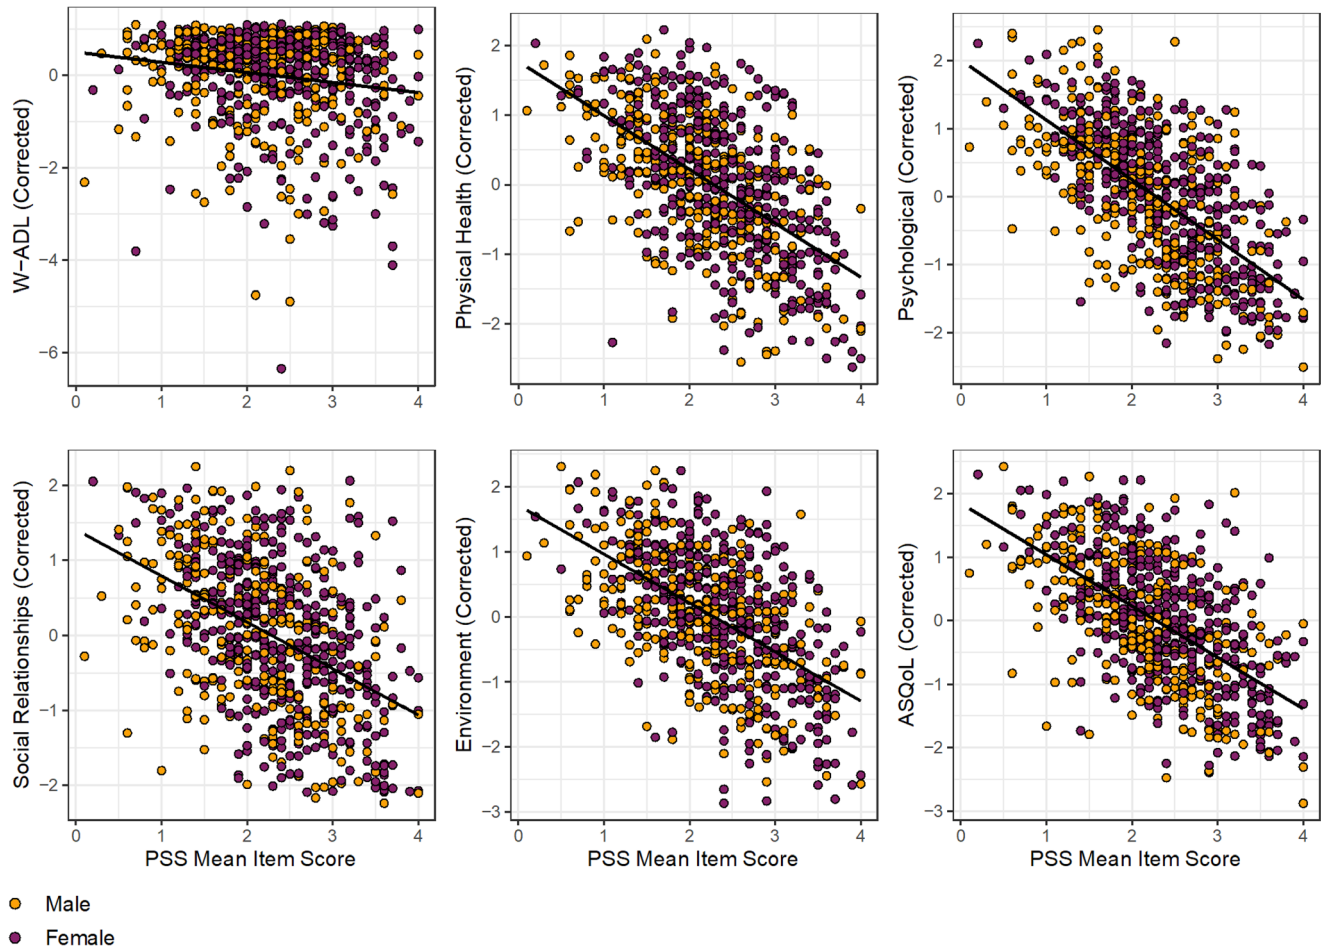 W−ADL (Corrected)
0
−2
−4
−6
0 1 2 3 4
Physical Health (Corrected)
2
1
0
−1
−2
0 1 2 3 4
Psychological (Corrected)
2
1
0
−1
−2
0 1 2 3 4
Social Relationships (Corrected)
2
1
0
−1
−2
0 1 2 3 4
PSS Mean Item Score
Environment (Corrected)
2
1
0
−1
−2
−3
0 1 2 3 4
PSS Mean Item Score
ASQoL (Corrected)
2
1
0
−1
−2
−3
0 1 2 3 4
PSS Mean Item Score
Male
Female